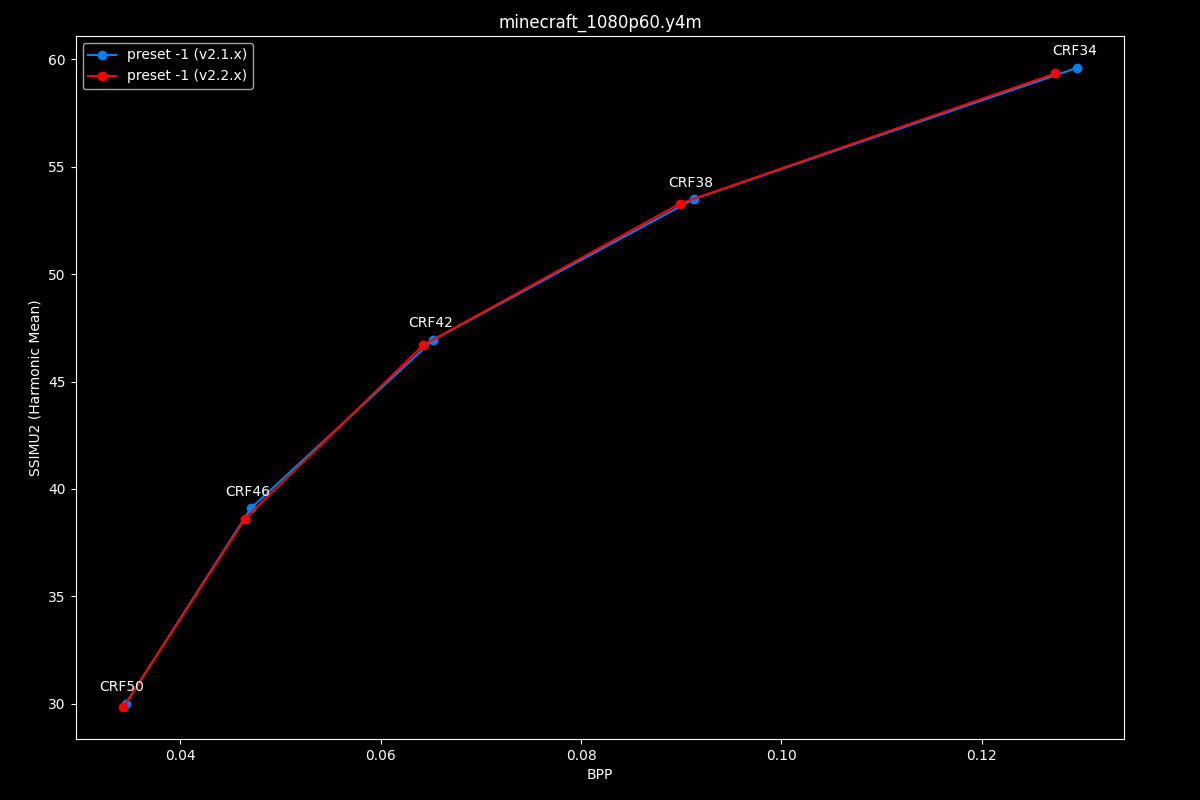 minecraft_1080p60.y4m
preset -1 (v2.1.x)
preset -1 (v2.2.x)
CRF34
CRF38
CRF42
CRF46
CRF50
60
55
50
45
40
35
30
SSIMU2 (Harmonic Mean)
0.04 0.06 0.08 0.10 0.12
BPP